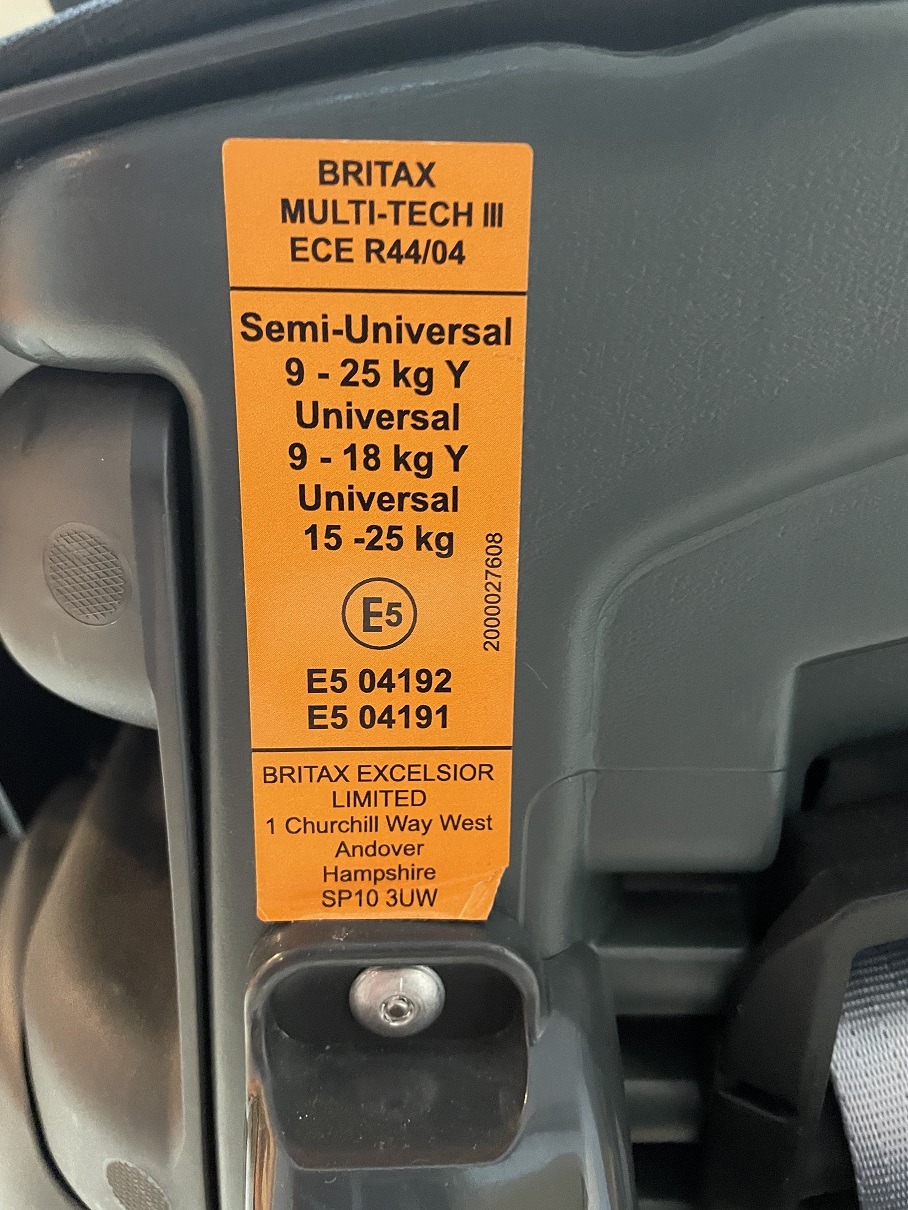 BRITAX
MULTI-TECH III
ECE R44/04
Semi-Universal
9 - 25 kg Y
Universal
9 - 18 kg Y
Universal
15 -25 kg
2000027608
E5
E5 04192
E5 04191
BRITAX EXCELSIOR
LIMITED
1 Churchill Way West
Andover
Hampshire
SP10 3UW